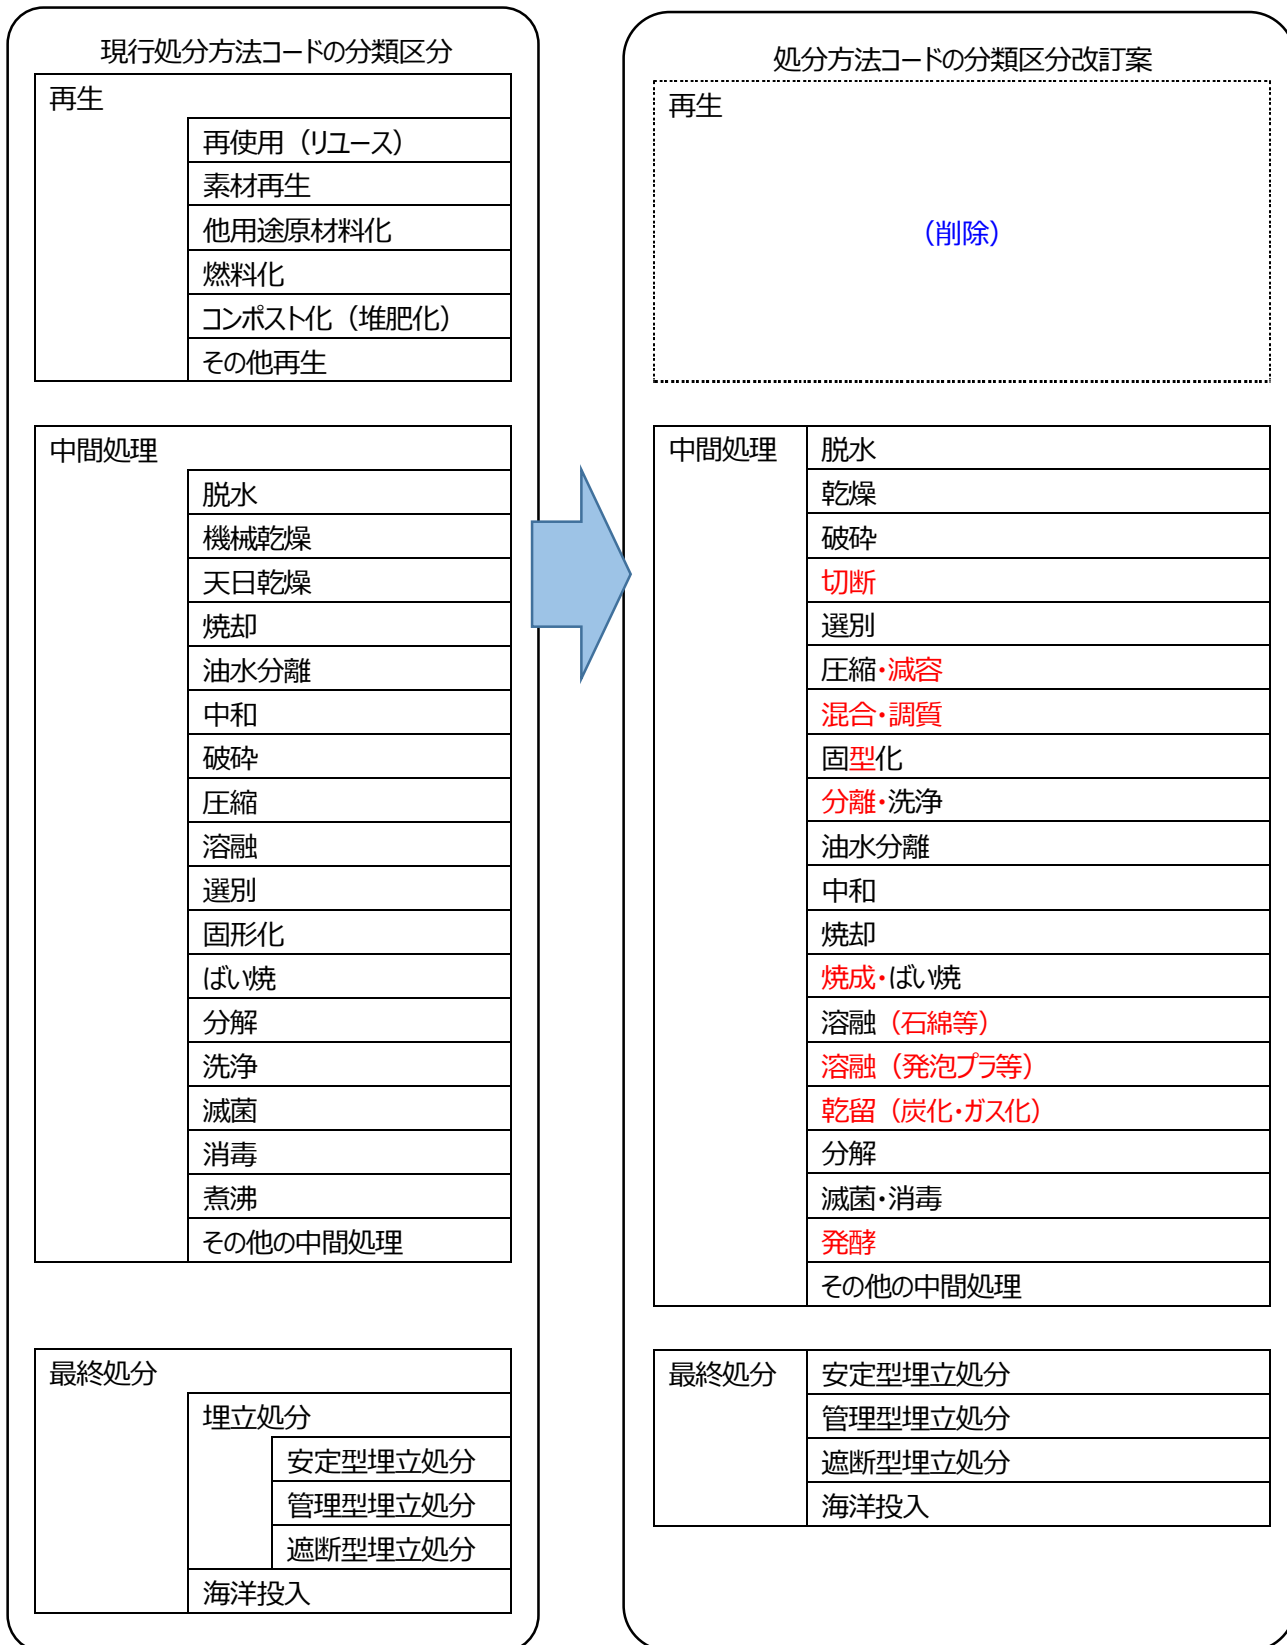 現行処分方法コードの分類区分
再生
再使用（リユース）
素材再生
他用途原材料化
燃料化
コンポスト化（堆肥化）
その他再生
中間処理
脱水
機械乾燥
天日乾燥
焼却
油水分離
中和
破砕
圧縮
溶融
選別
固形化
ばい焼
分解
洗浄
滅菌
消毒
煮沸
その他の中間処理
最終処分
埋立処分
安定型埋立処分
管理型埋立処分
遮断型埋立処分
海洋投入
処分方法コードの分類区分改訂案
再生
（削除）
中間処理
脱水
乾燥
破砕
切断
選別
圧縮・減容
混合・調質
固型化
分離・洗浄
油水分離
中和
焼却
焼成・ばい焼
溶融（石綿等）
溶融（発泡プラ等）
乾留（炭化・ガス化）
分解
滅菌・消毒
発酵
その他の中間処理
最終処分
安定型埋立処分
管理型埋立処分
遮断型埋立処分
海洋投入